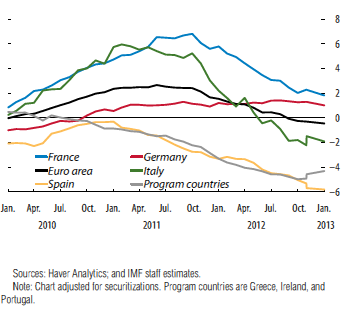 8
6
4
2
0
−2
−4
−6
France
Germany
Euro area
Italy
Spain
Program countries
Jan. Apr. Jul. Oct. Jan. Apr. Jul. Oct. Jan. Apr. Jul. Oct. Jan.
2010 2011 2012 2013
Sources: Haver Analytics; and IMF staff estimates.
Note: Chart adjusted for securilizations. Program countries are Greece, Ireland, and
Portugal.